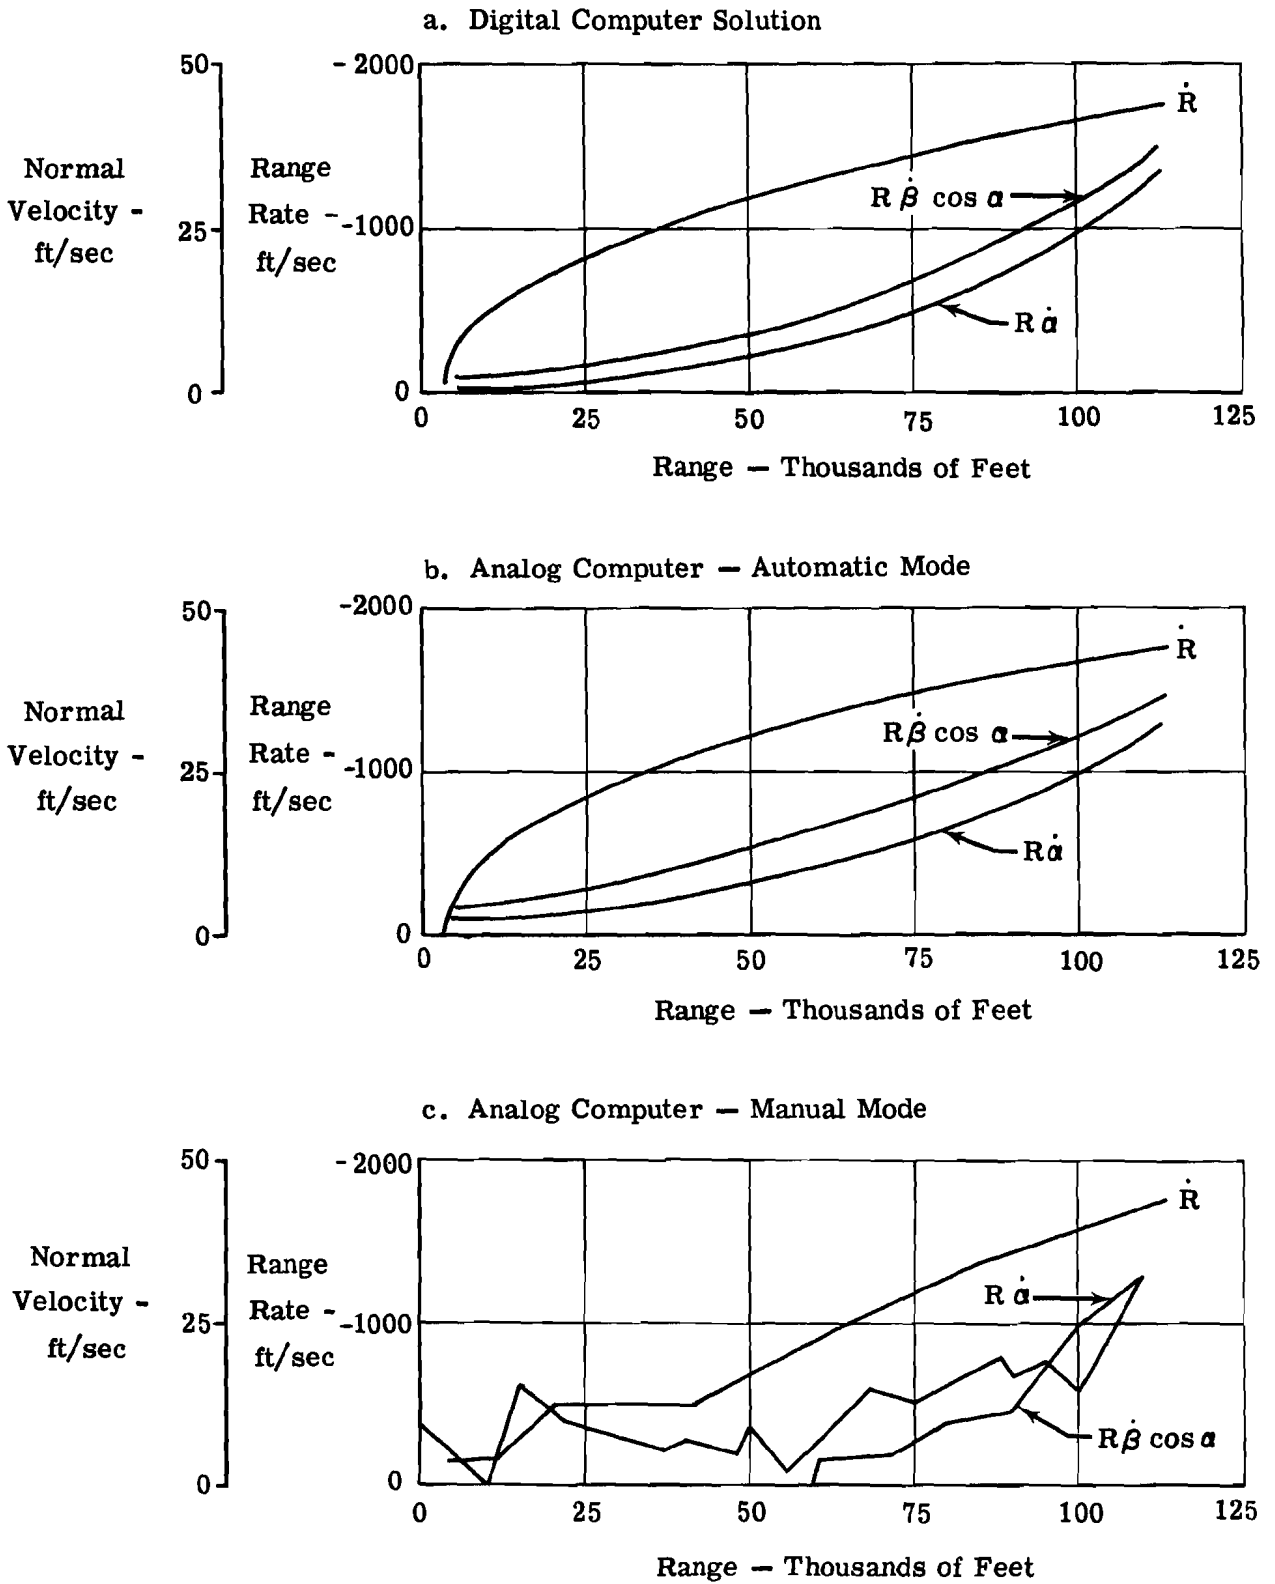 a. Digital Computer Solution
50
- 2000
Ṙ
Normal
Velocity -
ft/sec
Range
Rate -
ft/sec
R β̇ cos α
25
-1000
R α̇
0
0
0 25 50 75 100 125
Range — Thousands of Feet
b. Analog Computer — Automatic Mode
50
-2000
Ṙ
Normal
Velocity -
ft/sec
Range
Rate -
ft/sec
Rβ̇ cos α
25
-1000
Rα̇
0
0
0 25 50 75 100 125
Range — Thousands of Feet
c. Analog Computer — Manual Mode
50
- 2000
Ṙ
Normal
Velocity -
ft/sec
Range
Rate -
ft/sec
R α̇
25
-1000
Rβ̇ cos α
0
0
0 25 50 75 100 125
Range — Thousands of Feet